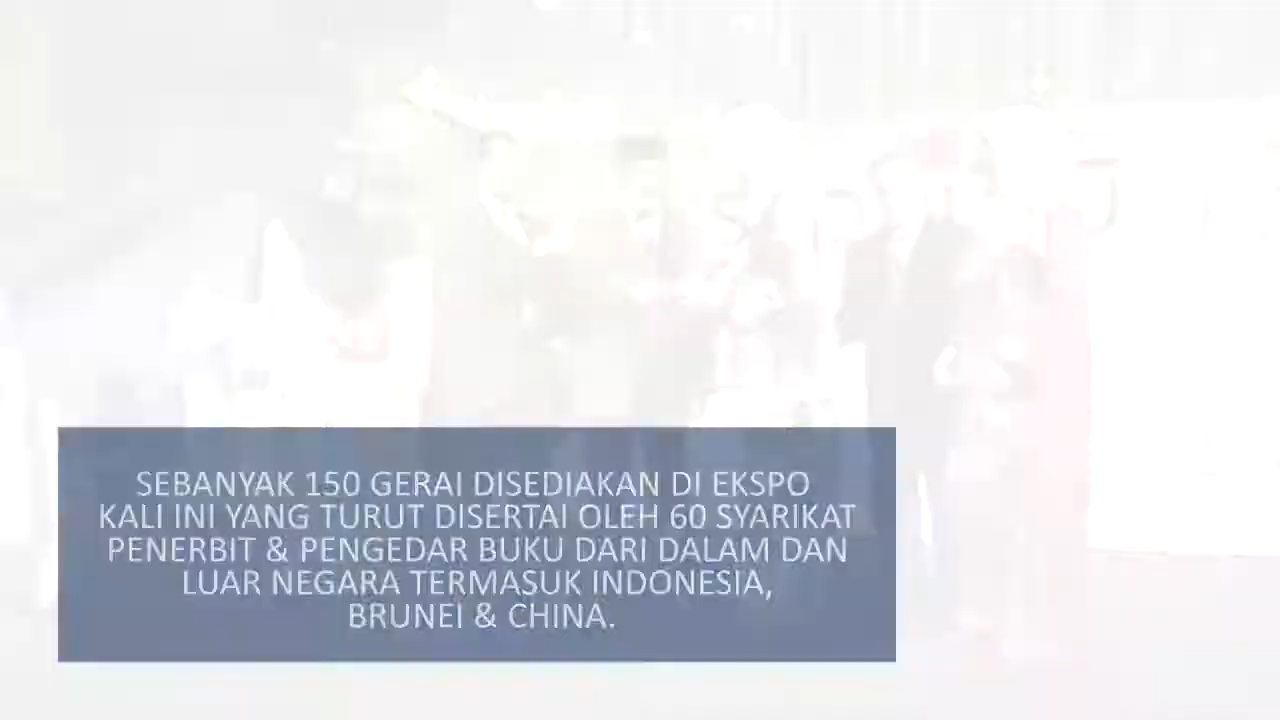 SEBANYAK 150 GERAI DISEDIAKAN DI EKSPO
KALI INI YANG TURUT DISERTAI OLEH 60 SYARIKAT
PENERBIT & PENGEDAR BUKU DARI DALAM DAN
LUAR NEGARA TERMASUK INDONESIA,
BRUNEI & CHINA.